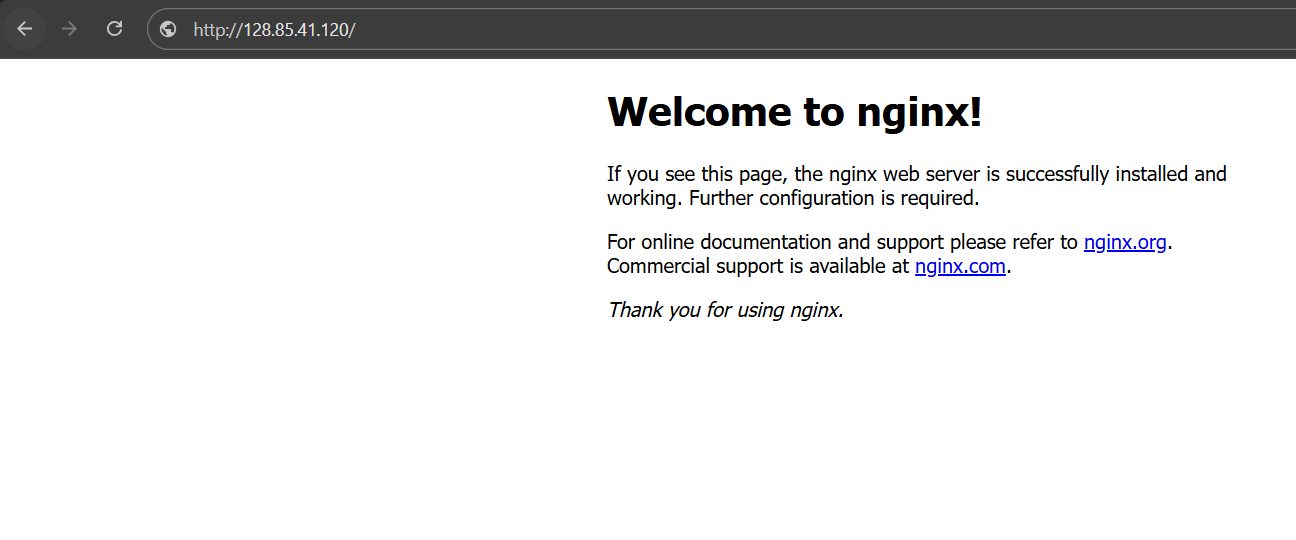 http://128.85.41.120/
Welcome to nginx!
If you see this page, the nginx web server is successfully installed and
working. Further configuration is required.
For online documentation and support please refer to nginx.org.
Commercial support is available at nginx.com.
Thank you for using nginx.